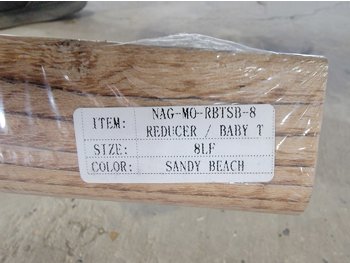 ITEM: NAG-MO-RBTSB-8
REDUCER / BABY T
SIZE: 8LF
COLOR: SANDY BEACH